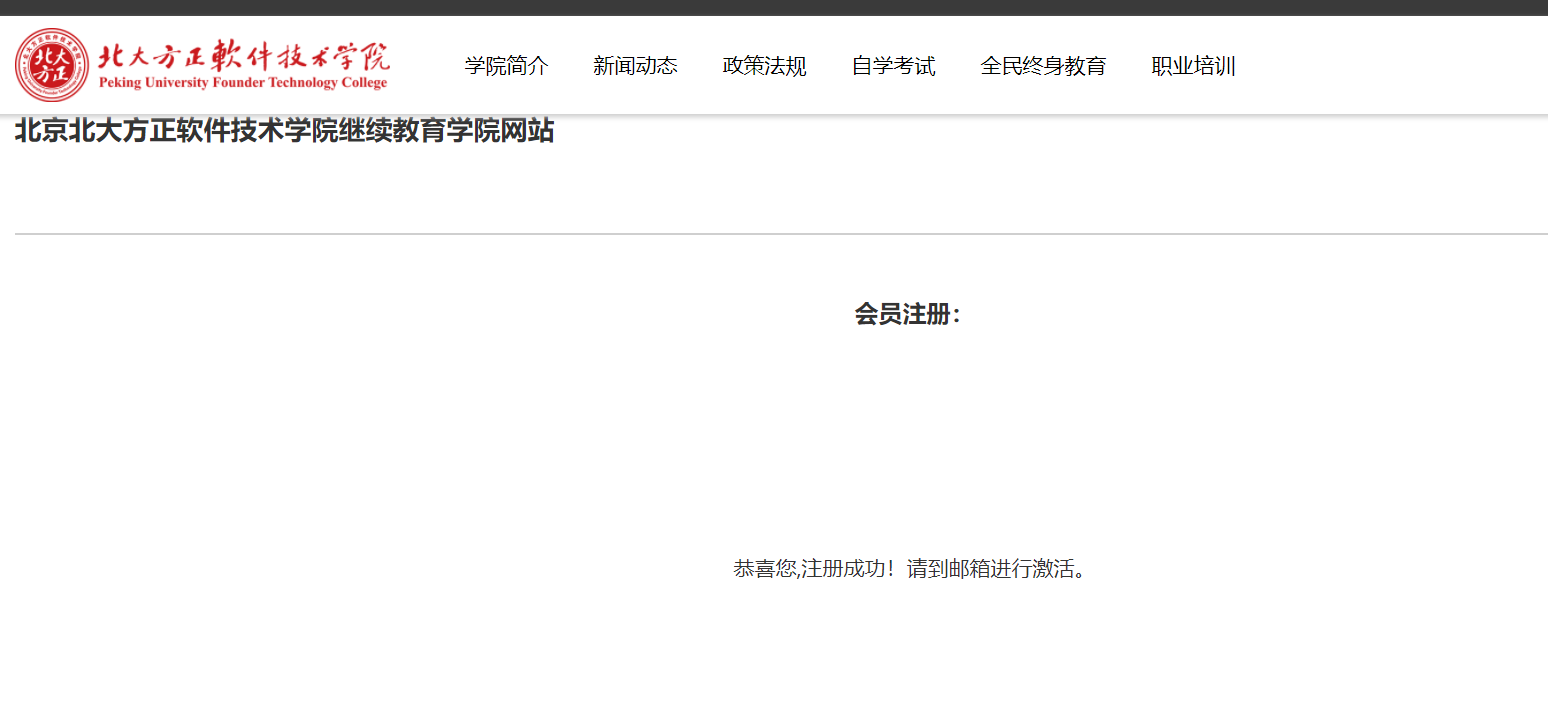 北大方正軟件技术学院
Peking University Founder Technology College
北大
方正
学院简介 新闻动态 政策法规 自学考试 全民终身教育 职业培训
北京北大方正软件技术学院继续教育学院网站
会员注册：
恭喜您,注册成功！请到邮箱进行激活。